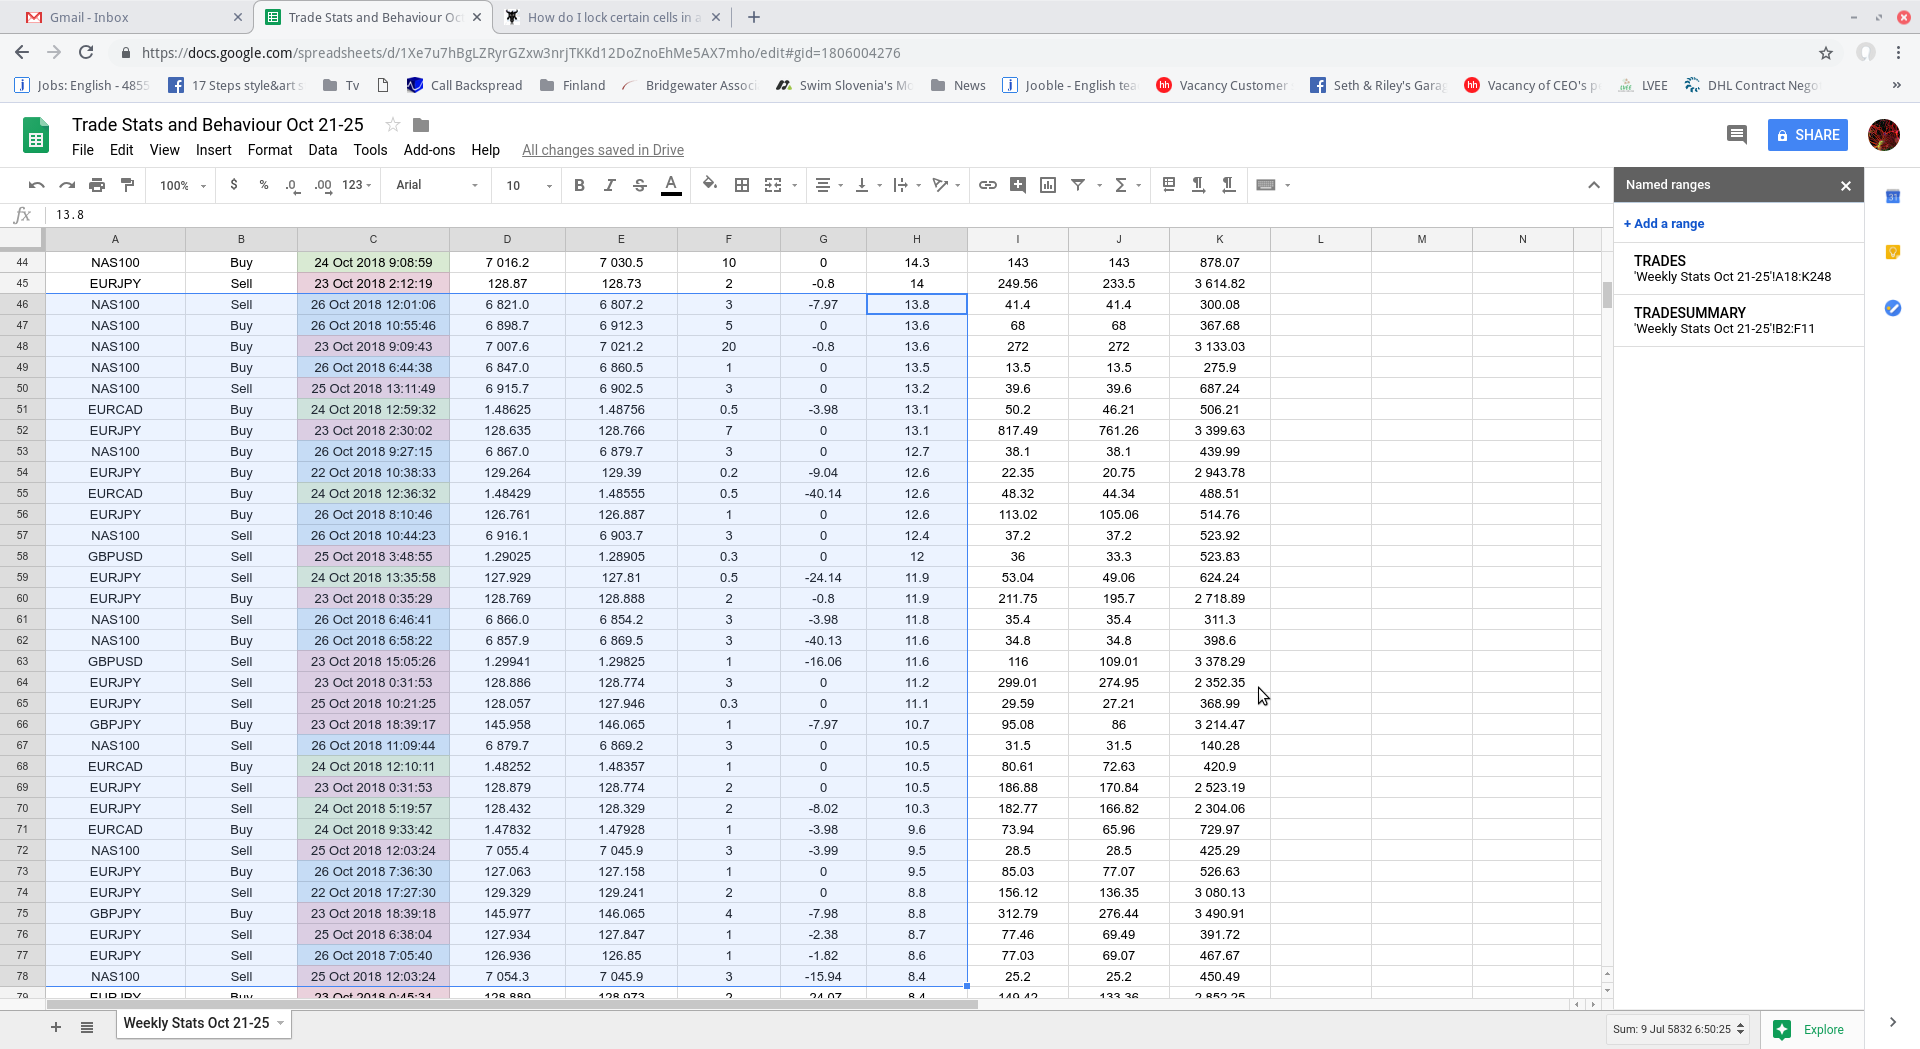 Gmail - Inbox
Trade Stats and Behaviour Oc
How do I lock certain cells in a
https://docs.google.com/spreadsheets/d/1Xe7u7hBgLZRyrGZxw3nrjTKKd12DoZnoEhMe5AX7mho/edit#gid=1806004276
Jobs: English - 4855 17 Steps style&art s Tv Call Backspread Finland Bridgewater Associ Swim Slovenia's Mo News Jooble - English tea Vacancy Customer Seth & Riley's Garag Vacancy of CEO's p LVEE DHL Contract Nego
Trade Stats and Behaviour Oct 21-25
SHARE
File Edit View Insert Format Data Tools Add-ons Help All changes saved in Drive
100% $ % .0 .00 123 Arial 10 B I S A
Named ranges
fx 13.8
+ Add a range
TRADES
'Weekly Stats Oct 21-25'!A18:K248
TRADESUMMARY
'Weekly Stats Oct 21-25'!B2:F11
A B C D E F G H I J K L M N
44 NAS100 Buy 24 Oct 2018 9:08:59 7 016.2 7 030.5 10 0 14.3 143 143 878.07
45 EURJPY Sell 23 Oct 2018 2:12:19 128.87 128.73 2 -0.8 14 249.56 233.5 3 614.82
46 NAS100 Sell 26 Oct 2018 12:01:06 6 821.0 6 807.2 3 -7.97 13.8 41.4 41.4 300.08
47 NAS100 Buy 26 Oct 2018 10:55:46 6 898.7 6 912.3 5 0 13.6 68 68 367.68
48 NAS100 Buy 23 Oct 2018 9:09:43 7 007.6 7 021.2 20 -0.8 13.6 272 272 3 133.03
49 NAS100 Buy 26 Oct 2018 6:44:38 6 847.0 6 860.5 1 0 13.5 13.5 13.5 275.9
50 NAS100 Sell 25 Oct 2018 13:11:49 6 915.7 6 902.5 3 0 13.2 39.6 39.6 687.24
51 EURCAD Buy 24 Oct 2018 12:59:32 1.48625 1.48756 0.5 -3.98 13.1 50.2 46.21 506.21
52 EURJPY Buy 23 Oct 2018 2:30:02 128.635 128.766 7 0 13.1 817.49 761.26 3 399.63
53 NAS100 Buy 26 Oct 2018 9:27:15 6 867.0 6 879.7 3 0 12.7 38.1 38.1 439.99
54 EURJPY Buy 22 Oct 2018 10:38:33 129.264 129.39 0.2 -9.04 12.6 22.35 20.75 2 943.78
55 EURCAD Buy 24 Oct 2018 12:36:32 1.48429 1.48555 0.5 -40.14 12.6 48.32 44.34 488.51
56 EURJPY Buy 26 Oct 2018 8:10:46 126.761 126.887 1 0 12.6 113.02 105.06 514.76
57 NAS100 Sell 26 Oct 2018 10:44:23 6 916.1 6 903.7 3 0 12.4 37.2 37.2 523.92
58 GBPUSD Sell 25 Oct 2018 3:48:55 1.29025 1.28905 0.3 0 12 36 33.3 523.83
59 EURJPY Sell 24 Oct 2018 13:35:58 127.929 127.81 0.5 -24.14 11.9 53.04 49.06 624.24
60 EURJPY Buy 23 Oct 2018 0:35:29 128.769 128.888 2 -0.8 11.9 211.75 195.7 2 718.89
61 NAS100 Sell 26 Oct 2018 6:46:41 6 866.0 6 854.2 3 -3.98 11.8 35.4 35.4 311.3
62 NAS100 Buy 26 Oct 2018 6:58:22 6 857.9 6 869.5 3 -40.13 11.6 34.8 34.8 398.6
63 GBPUSD Sell 23 Oct 2018 15:05:26 1.29941 1.29825 1 -16.06 11.6 116 109.01 3 378.29
64 EURJPY Sell 23 Oct 2018 0:31:53 128.886 128.774 3 0 11.2 299.01 274.95 2 352.35
65 EURJPY Sell 25 Oct 2018 10:21:25 128.057 127.946 0.3 0 11.1 29.59 27.21 368.99
66 GBPJPY Buy 23 Oct 2018 18:39:17 145.958 146.065 1 -7.97 10.7 95.08 86 3 214.47
67 NAS100 Sell 26 Oct 2018 11:09:44 6 879.7 6 869.2 3 0 10.5 31.5 31.5 140.28
68 EURCAD Buy 24 Oct 2018 12:10:11 1.48252 1.48357 1 0 10.5 80.61 72.63 420.9
69 EURJPY Sell 23 Oct 2018 0:31:53 128.879 128.774 2 0 10.5 186.88 170.84 2 523.19
70 EURJPY Sell 24 Oct 2018 5:19:57 128.432 128.329 2 -8.02 10.3 182.77 166.82 2 304.06
71 EURCAD Buy 24 Oct 2018 9:33:42 1.47832 1.47928 1 -3.98 9.6 73.94 65.96 729.97
72 NAS100 Sell 25 Oct 2018 12:03:24 7 055.4 7 045.9 3 -3.99 9.5 28.5 28.5 425.29
73 EURJPY Buy 26 Oct 2018 7:36:30 127.063 127.158 1 0 9.5 85.03 77.07 526.63
74 EURJPY Sell 22 Oct 2018 17:27:30 129.329 129.241 2 0 8.8 156.12 136.35 3 080.13
75 GBPJPY Buy 23 Oct 2018 18:39:18 145.977 146.065 4 -7.98 8.8 312.79 276.44 3 490.91
76 EURJPY Sell 25 Oct 2018 6:38:04 127.934 127.847 1 -2.38 8.7 77.46 69.49 391.72
77 EURJPY Sell 26 Oct 2018 7:05:40 126.936 126.85 1 -1.82 8.6 77.03 69.07 467.67
78 NAS100 Sell 25 Oct 2018 12:03:24 7 054.3 7 045.9 3 -15.94 8.4 25.2 25.2 450.49
79 EURJPY Buy 23 Oct 2018 0:45:31 128.889 128.973 2 -24.07 8.4 149.42 133.36 2 852.25
Weekly Stats Oct 21-25
Sum: 9 Jul 5832 6:50:25
Explore